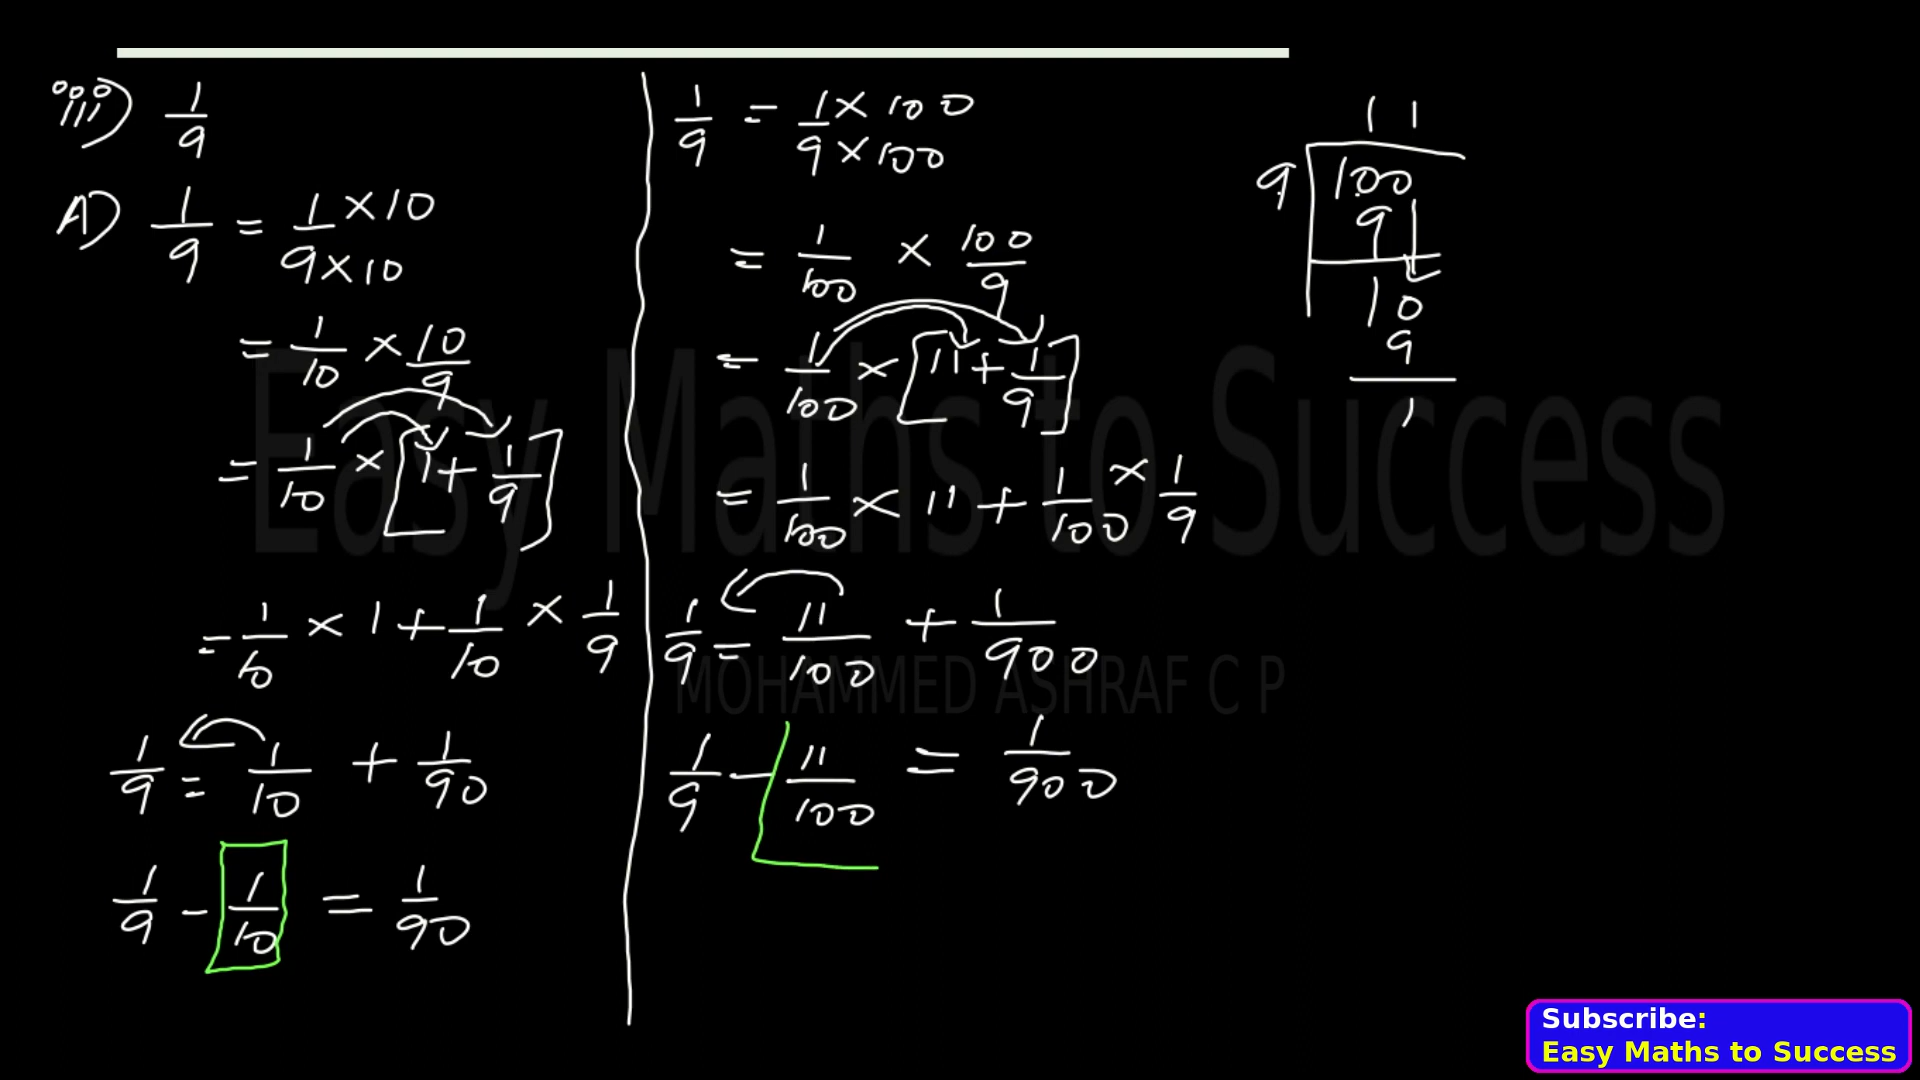 iii) 1/9
A) 1/9 = 1 × 10 / 9 × 10
= 1/10 × 10/9
= 1/10 × [1 + 1/9]
= 1/10 × 1 + 1/10 × 1/9
1/9 = 1/10 + 1/90
1/9 - 1/10 = 1/90
1/9 = 1 × 100 / 9 × 100
= 1/100 × 100/9
= 1/100 × [11 + 1/9]
= 1/100 × 11 + 1/100 × 1/9
1/9 = 11/100 + 1/900
1/9 - 11/100 = 1/900
11
9 100
9
10
9
1
Easy Maths to Success
MOHAMMED ASHRAF C P
Subscribe:
Easy Maths to Success